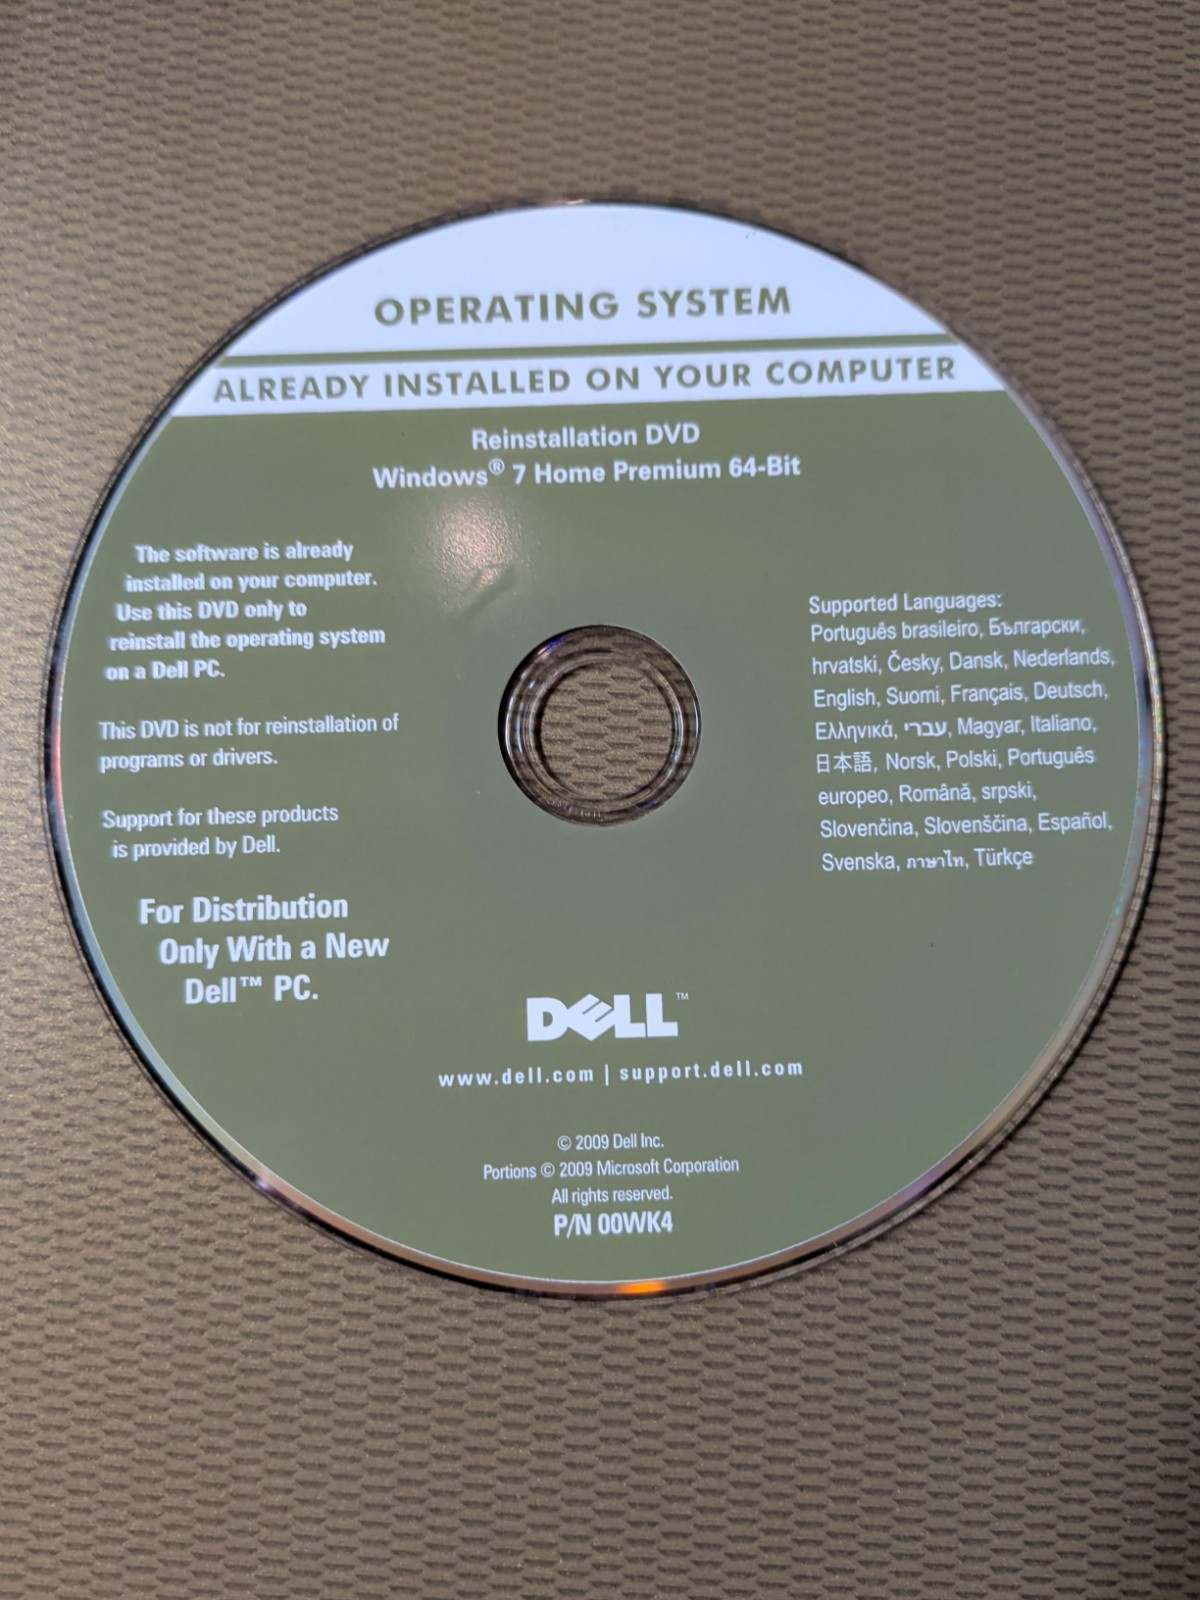 OPERATING SYSTEM
ALREADY INSTALLED ON YOUR COMPUTER
Reinstallation DVD
Windows® 7 Home Premium 64-Bit
The software is already
installed on your computer.
Use this DVD only to
reinstall the operating system
on a Dell PC.
This DVD is not for reinstallation of
programs or drivers.
Support for these products
is provided by Dell.
For Distribution
Only With a New
Dell™ PC.
Supported Languages:
Português brasileiro, Български,
hrvatski, Česky, Dansk, Nederlands,
English, Suomi, Français, Deutsch,
Ελληνικά, עברי, Magyar, Italiano,
日本語, Norsk, Polski, Português
europeo, Română, srpski,
Slovenčina, Slovenščina, Español,
Svenska, ภาษาไทย, Türkçe
DELL™
www.dell.com | support.dell.com
© 2009 Dell Inc.
Portions © 2009 Microsoft Corporation
All rights reserved.
P/N 00WK4